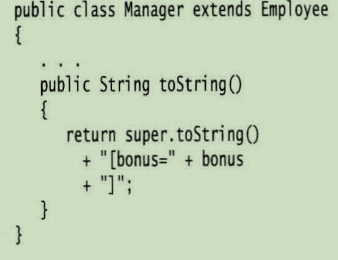 public class Manager extends Employee
{
. . .
public String toString()
{
return super.toString()
+ "[bonus=" + bonus
+ "]";
}
}